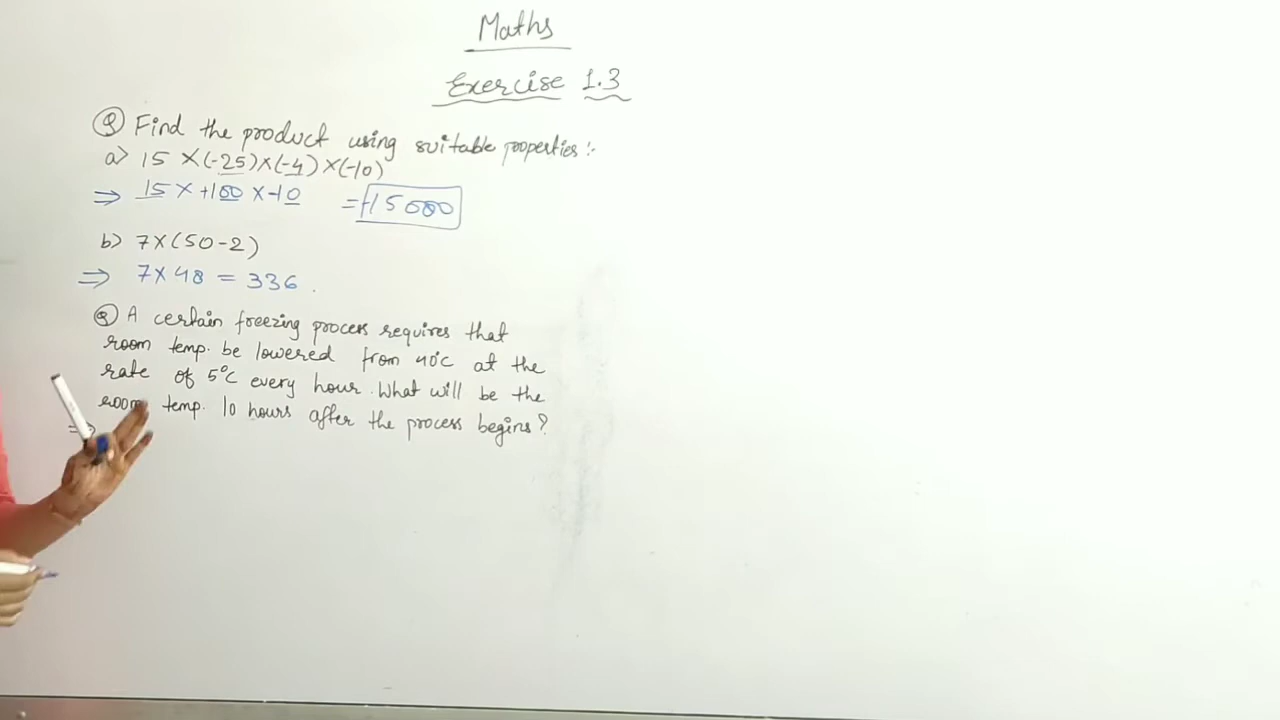 Maths
Exercise 1.3
Q Find the product using suitable properties :-
a> 15 ×(-25)×(-4)×(-10)
⇒ 15 × +100 × -10 = -15000
b> 7×(50-2)
⇒ 7×48 = 336 .
Q A certain freezing process requires that
room temp. be lowered from 40°C at the
rate of 5°C every hour. What will be the
room temp. 10 hours after the process begins?
⇒